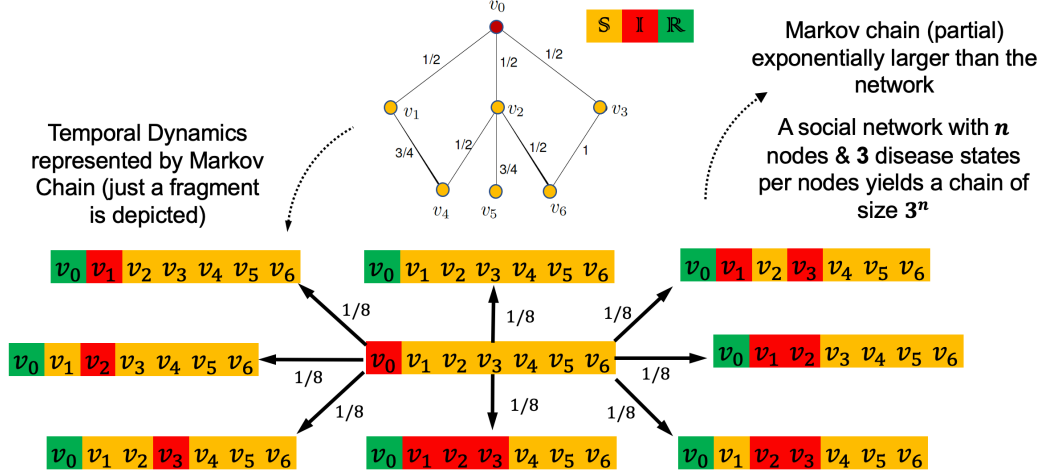 v₀
S I R
1/2
1/2
1/2
v₁
v₂
v₃
3/4
1/2
3/4
1/2
1
v₄
v₅
v₆
Temporal Dynamics
represented by Markov
Chain (just a fragment
is depicted)
Markov chain (partial)
exponentially larger than the
network
A social network with n
nodes & 3 disease states
per nodes yields a chain of
size 3ⁿ
v₀ v₁ v₂ v₃ v₄ v₅ v₆
v₀ v₁ v₂ v₃ v₄ v₅ v₆
v₀ v₁ v₂ v₃ v₄ v₅ v₆
1/8
1/8
1/8
v₀ v₁ v₂ v₃ v₄ v₅ v₆
1/8
v₀ v₁ v₂ v₃ v₄ v₅ v₆
1/8
v₀ v₁ v₂ v₃ v₄ v₅ v₆
1/8
1/8
1/8
v₀ v₁ v₂ v₃ v₄ v₅ v₆
v₀ v₁ v₂ v₃ v₄ v₅ v₆
v₀ v₁ v₂ v₃ v₄ v₅ v₆